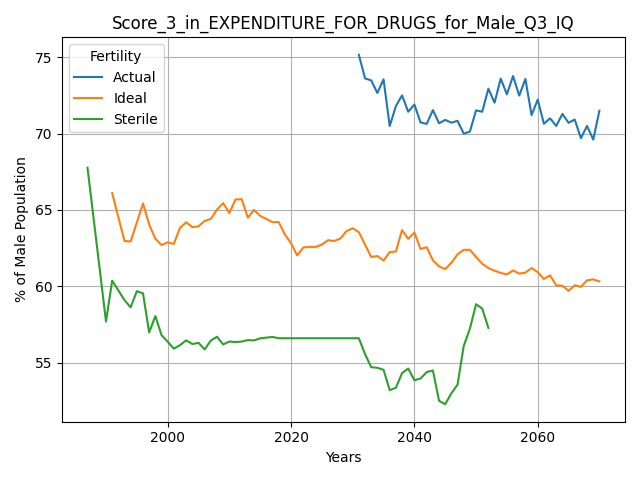 Score_3_in_EXPENDITURE_FOR_DRUGS_for_Male_Q3_IQ
Fertility
Actual
Ideal
Sterile
% of Male Population
75
70
65
60
55
2000 2020 2040 2060
Years